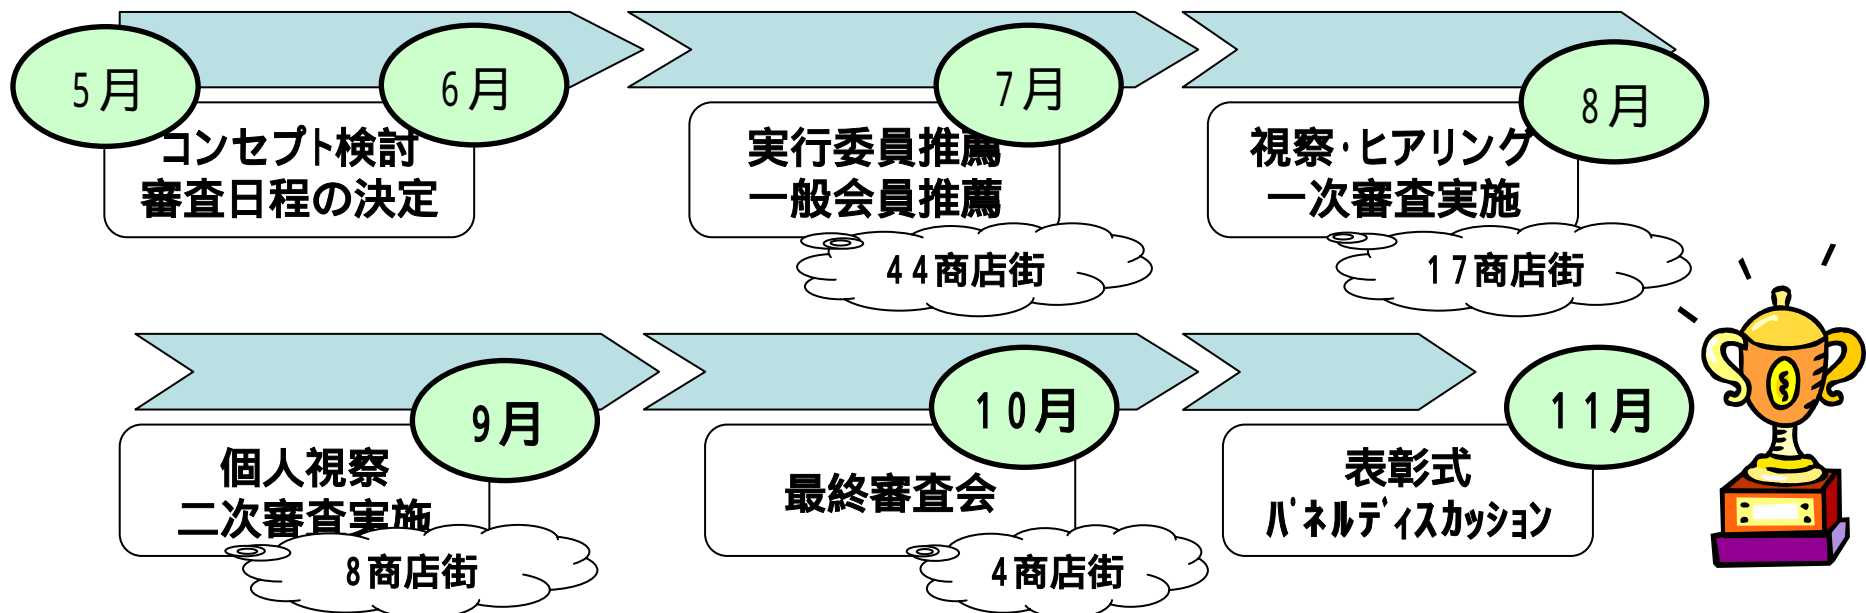 5月
6月
コンセプト検討
審査日程の決定
7月
実行委員推薦
一般会員推薦
44商店街
8月
視察・ヒアリング
一次審査実施
17商店街
9月
個人視察
二次審査実施
8商店街
10月
最終審査会
4商店街
11月
表彰式
パネルディスカッション